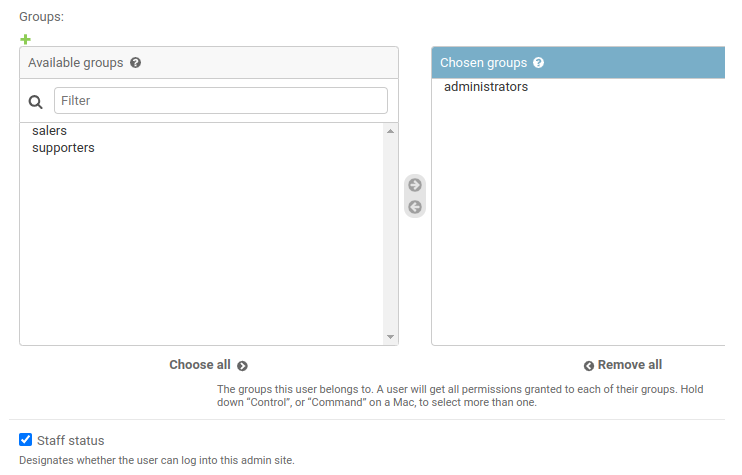 Groups:
Available groups
Chosen groups
Filter
administrators
salers
supporters
Choose all
Remove all
The groups this user belongs to. A user will get all permissions granted to each of their groups. Hold
down “Control”, or “Command” on a Mac, to select more than one.
Staff status
Designates whether the user can log into this admin site.